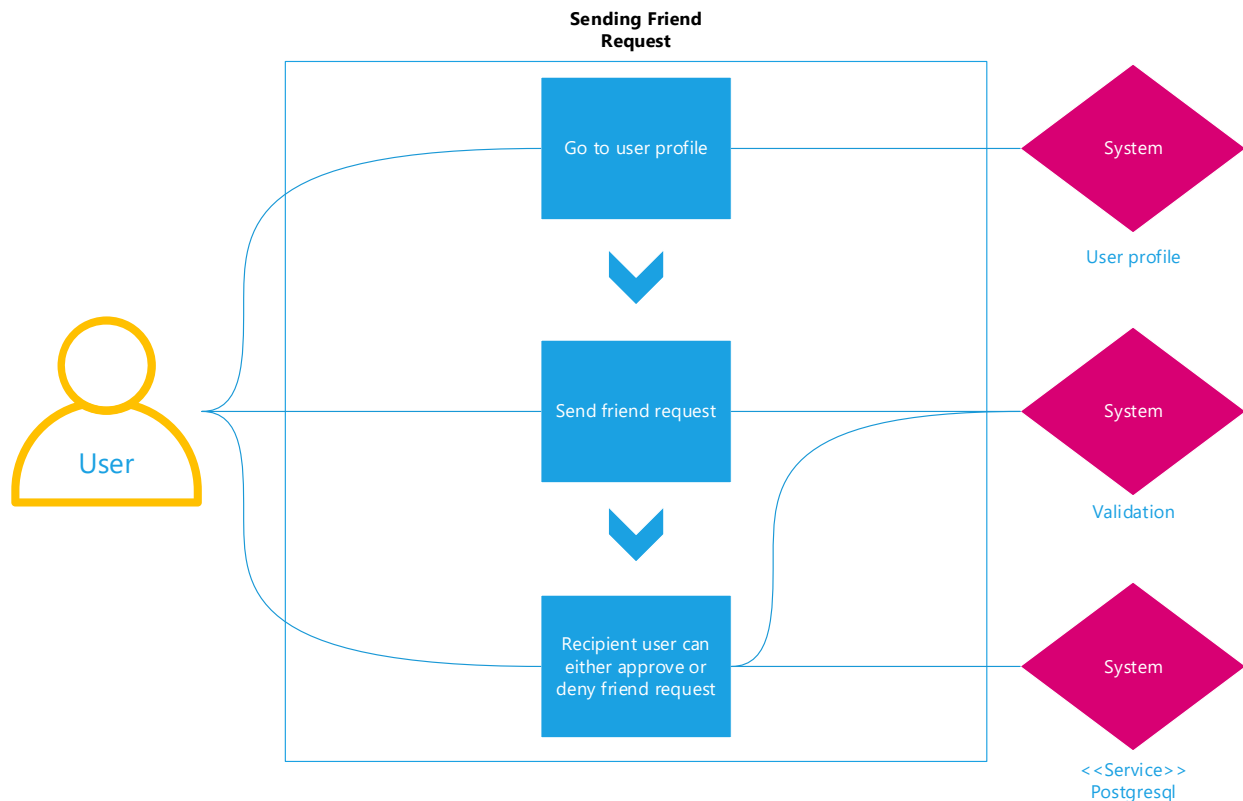 Sending Friend
Request
Go to user profile
System
User profile
Send friend request
System
User
Validation
Recipient user can
either approve or
deny friend request
System
<<Service>>
Postgresql